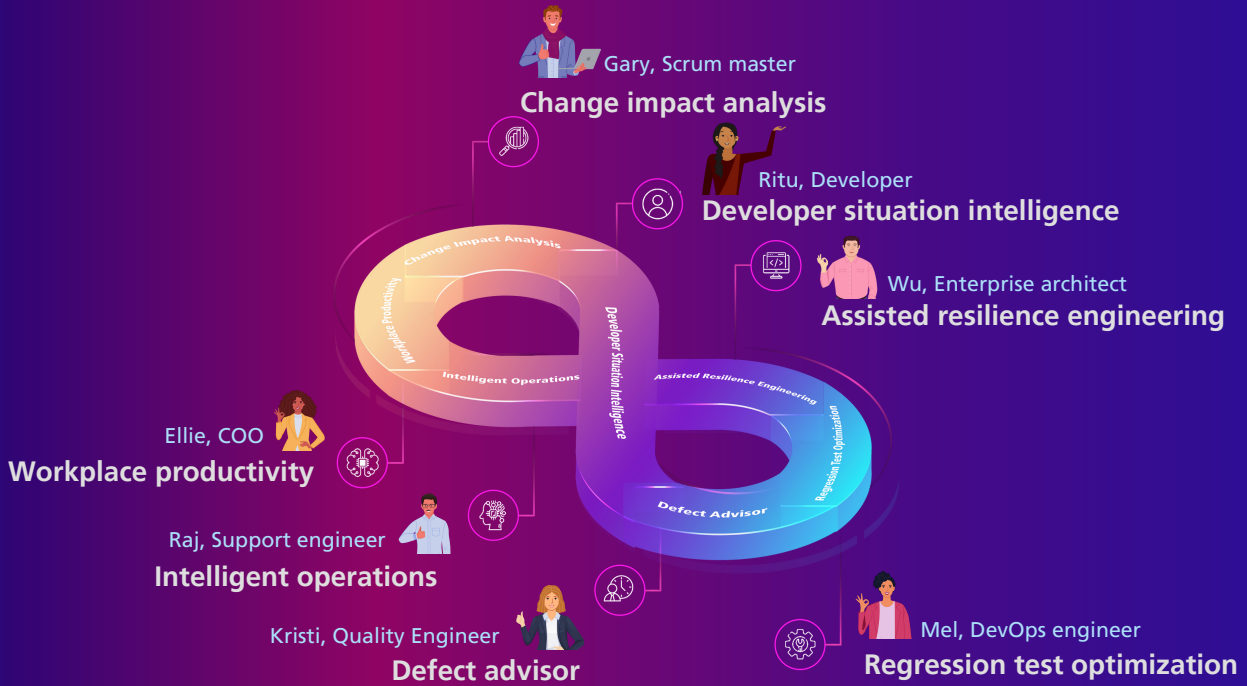 Gary, Scrum master
Change impact analysis
Ritu, Developer
Developer situation intelligence
Wu, Enterprise architect
Assisted resilience engineering
Change Impact Analysis
Workplace Productivity
Intelligent Operations
Developer Situation Intelligence
Assisted Resilience Engineering
Regression Test Optimization
Defect Advisor
Ellie, COO
Workplace productivity
Raj, Support engineer
Intelligent operations
Kristi, Quality Engineer
Defect advisor
Mel, DevOps engineer
Regression test optimization